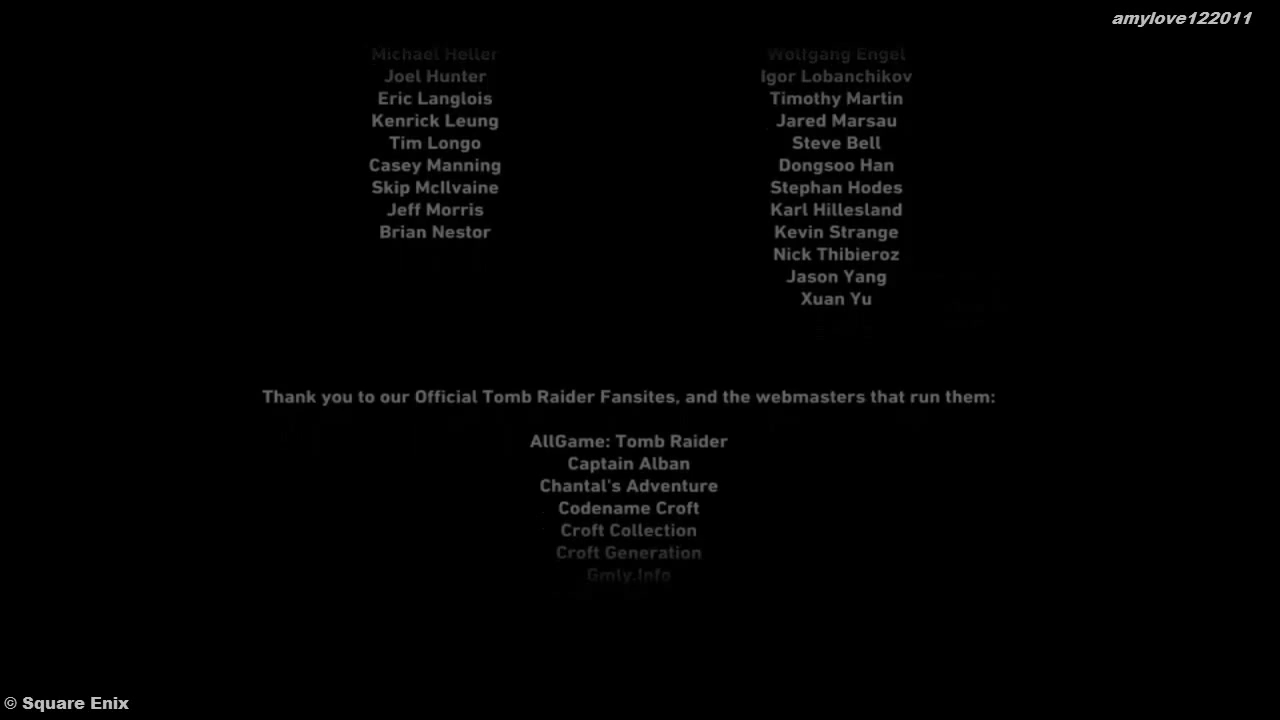 amylove122011
Michael Heller
Joel Hunter
Eric Langlois
Kenrick Leung
Tim Longo
Casey Manning
Skip McIlvaine
Jeff Morris
Brian Nestor
Wolfgang Engel
Igor Lobanchikov
Timothy Martin
Jared Marsau
Steve Bell
Dongsoo Han
Stephan Hodes
Karl Hillesland
Kevin Strange
Nick Thibieroz
Jason Yang
Xuan Yu
Thank you to our Official Tomb Raider Fansites, and the webmasters that run them:
AllGame: Tomb Raider
Captain Alban
Chantal's Adventure
Codename Croft
Croft Collection
Croft Generation
Gmly.Info
© Square Enix